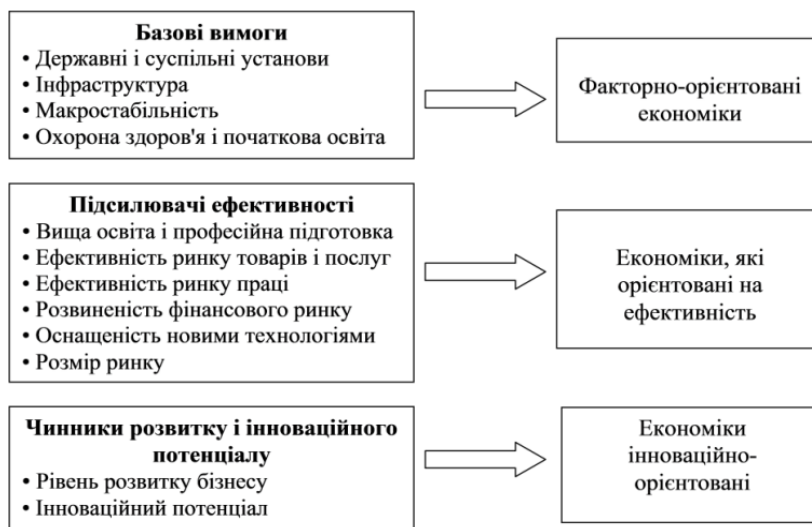 Базові вимоги
• Державні і суспільні установи
• Інфраструктура
• Макростабільність
• Охорона здоров'я і початкова освіта
Факторно-орієнтовані
економіки
Підсилювачі ефективності
• Вища освіта і професійна підготовка
• Ефективність ринку товарів і послуг
• Ефективність ринку праці
• Розвиненість фінансового ринку
• Оснащеність новими технологіями
• Розмір ринку
Економіки, які
орієнтовані на
ефективність
Чинники розвитку і інноваційного
потенціалу
• Рівень розвитку бізнесу
• Інноваційний потенціал
Економіки
інноваційно-
орієнтовані